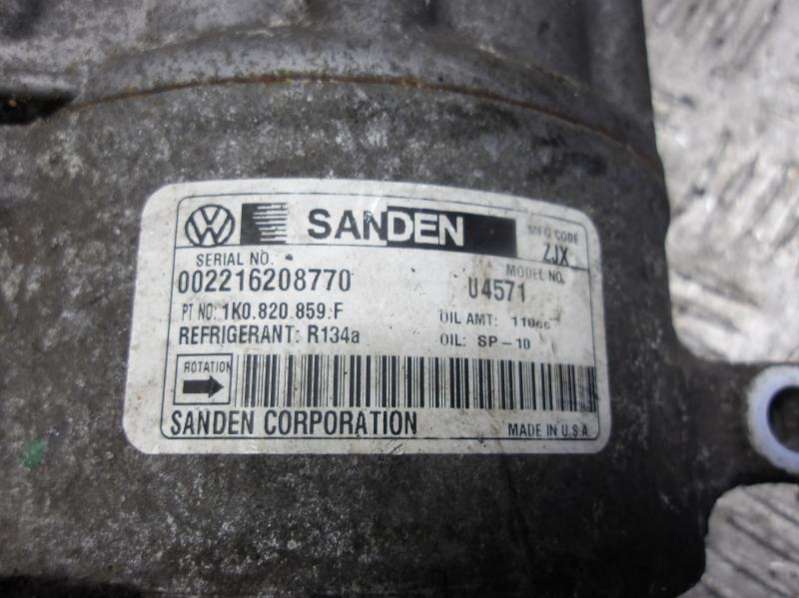 VW SANDEN MFG CODE
ZJX
SERIAL NO. MODEL NO.
002216208770 U4571
PT NO: 1K0.820.859.F OIL AMT: 110cc
REFRIGERANT: R134a OIL: SP-10
ROTATION
SANDEN CORPORATION MADE IN U.S.A